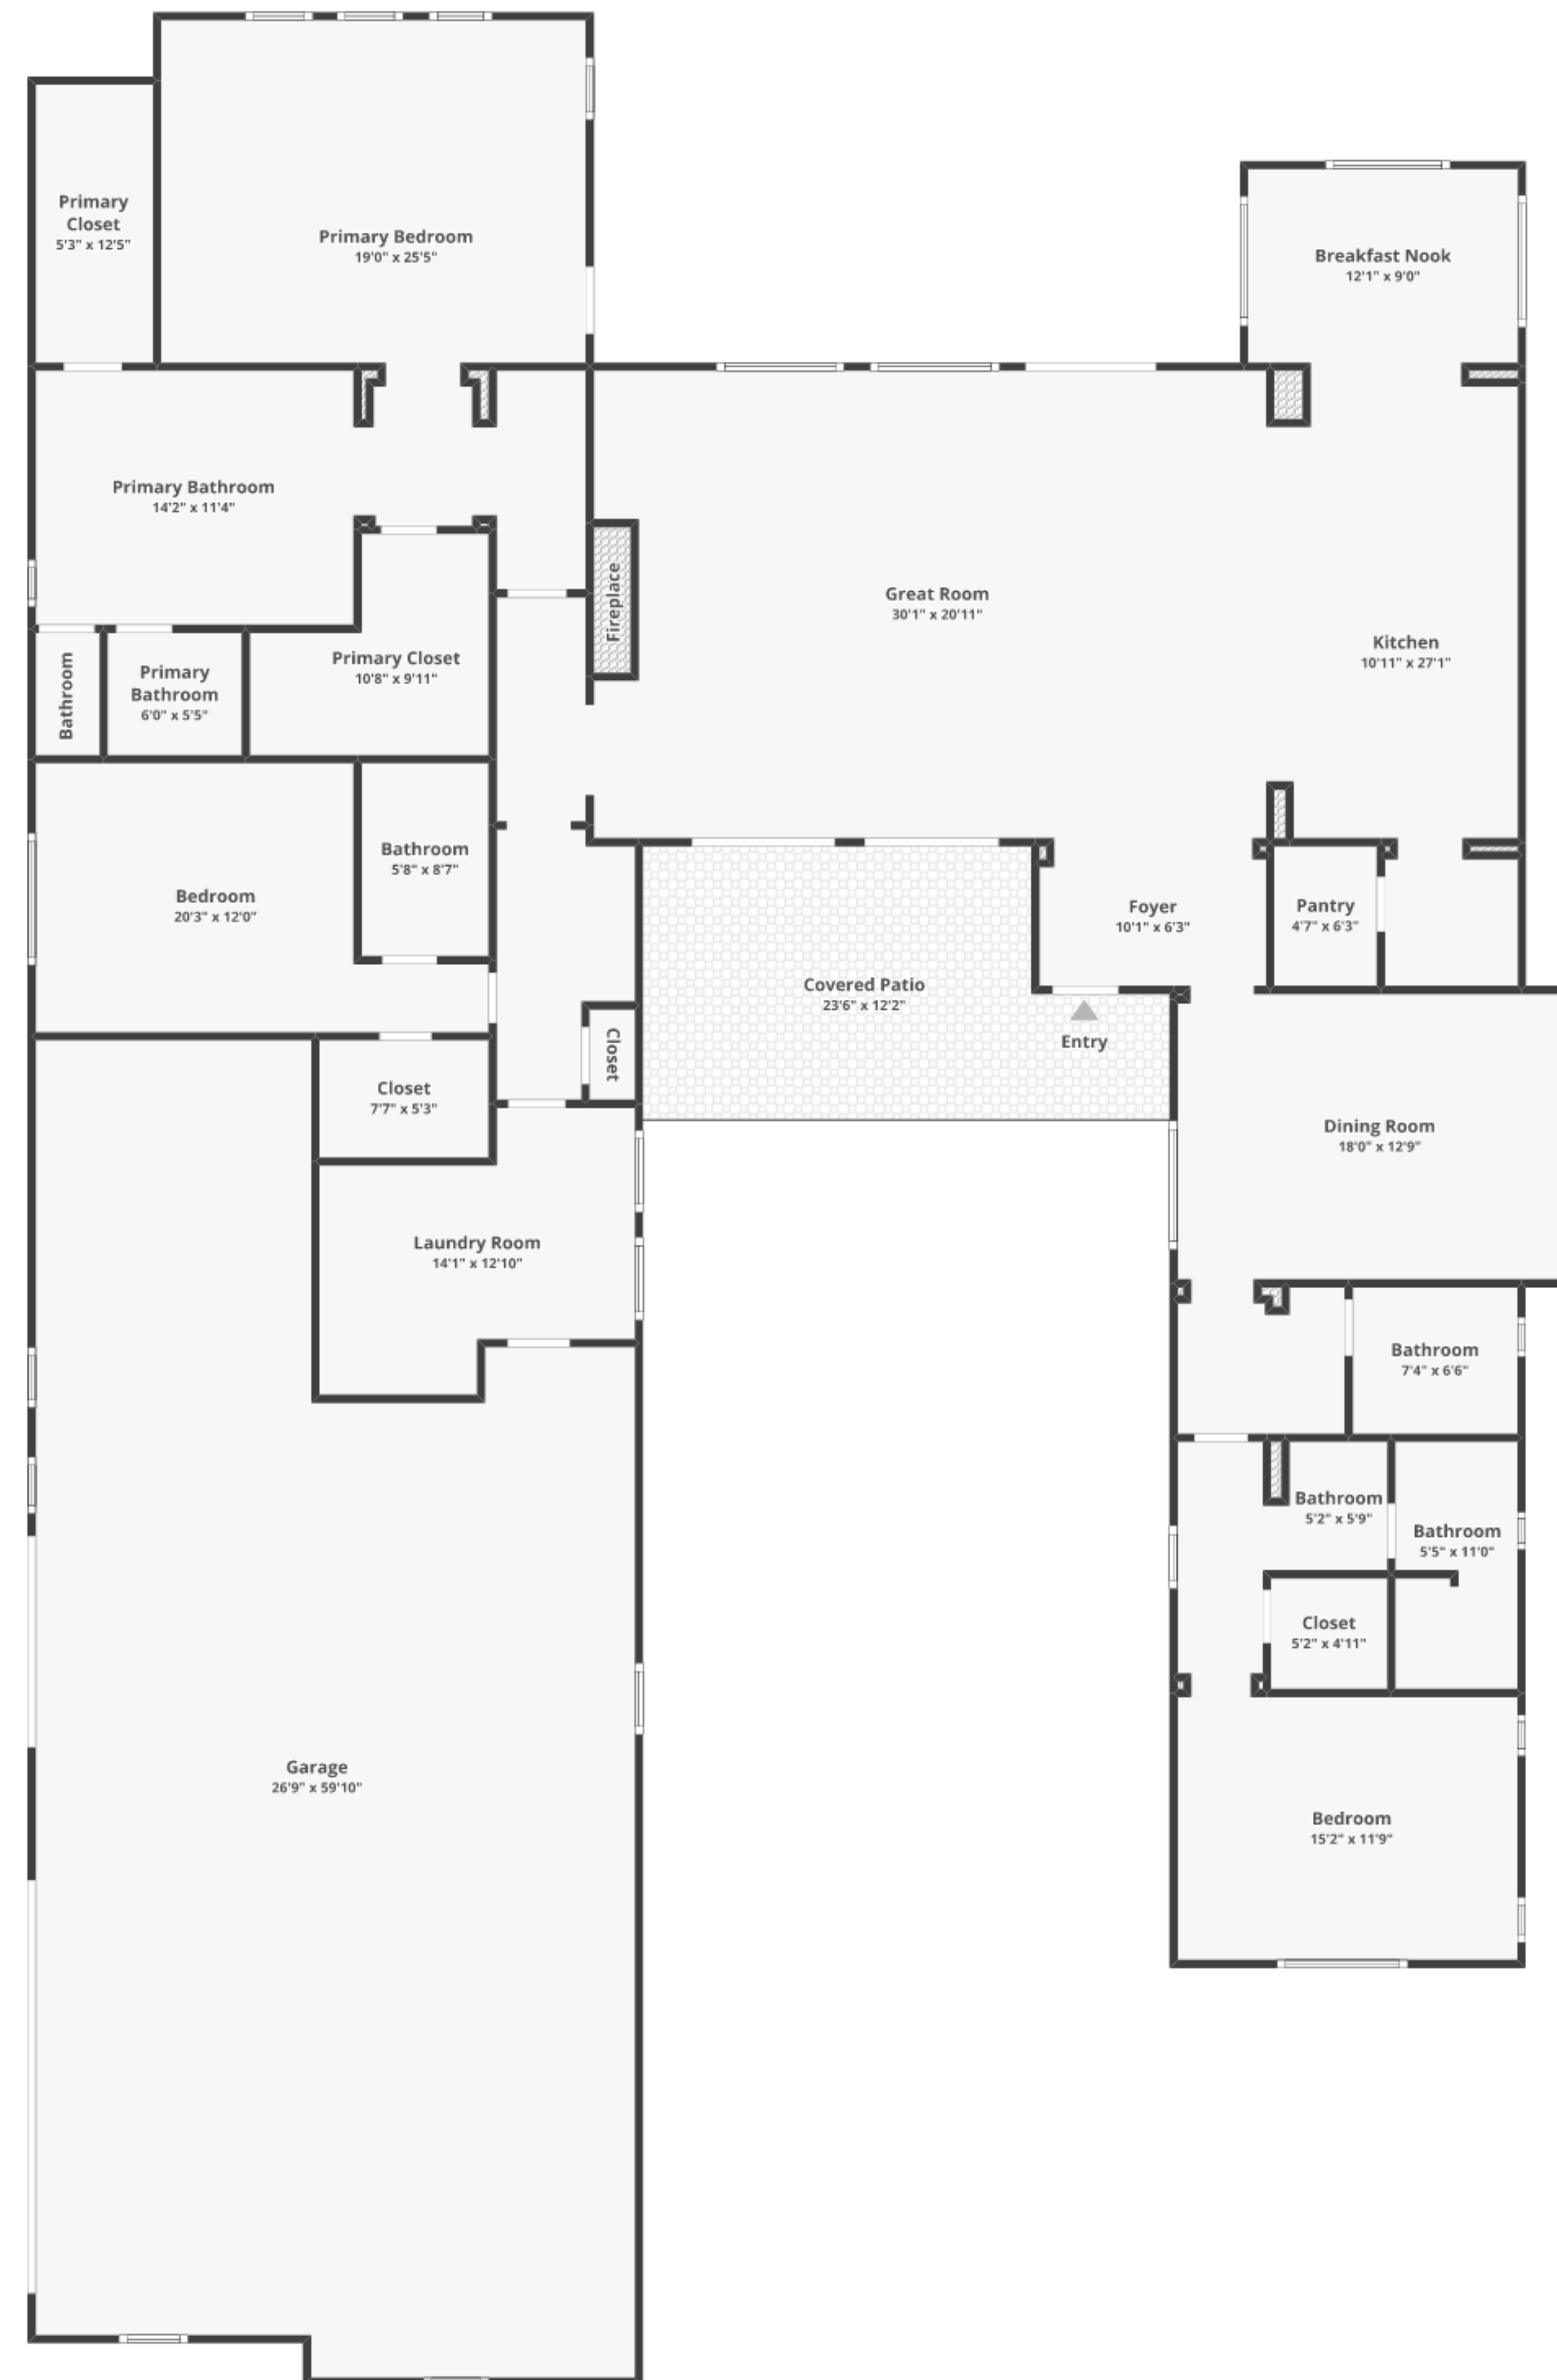 Primary
Closet
5'3" x 12'5"
Primary Bedroom
19'0" x 25'5"
Breakfast Nook
12'1" x 9'0"
Primary Bathroom
14'2" x 11'4"
Fireplace
Great Room
30'1" x 20'11"
Kitchen
10'11" x 27'1"
Bathroom
Primary
Bathroom
6'0" x 5'5"
Primary Closet
10'8" x 9'11"
Bedroom
20'3" x 12'0"
Bathroom
5'8" x 8'7"
Foyer
10'1" x 6'3"
Pantry
4'7" x 6'3"
Covered Patio
23'6" x 12'2"
Entry
Closet
Closet
7'7" x 5'3"
Dining Room
18'0" x 12'9"
Laundry Room
14'1" x 12'10"
Bathroom
7'4" x 6'6"
Bathroom
5'2" x 5'9"
Bathroom
5'5" x 11'0"
Closet
5'2" x 4'11"
Garage
26'9" x 59'10"
Bedroom
15'2" x 11'9"